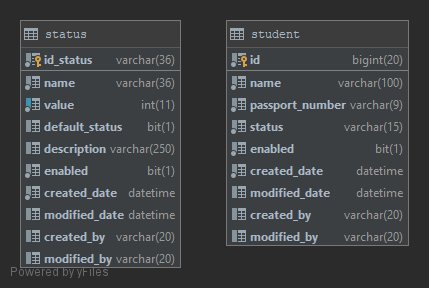 status
id_status varchar(36)
name varchar(36)
value int(11)
default_status bit(1)
description varchar(250)
enabled bit(1)
created_date datetime
modified_date datetime
created_by varchar(20)
modified_by varchar(20)
student
id bigint(20)
name varchar(100)
passport_number varchar(9)
status varchar(15)
enabled bit(1)
created_date datetime
modified_date datetime
created_by varchar(20)
modified_by varchar(20)
Powered by yFiles